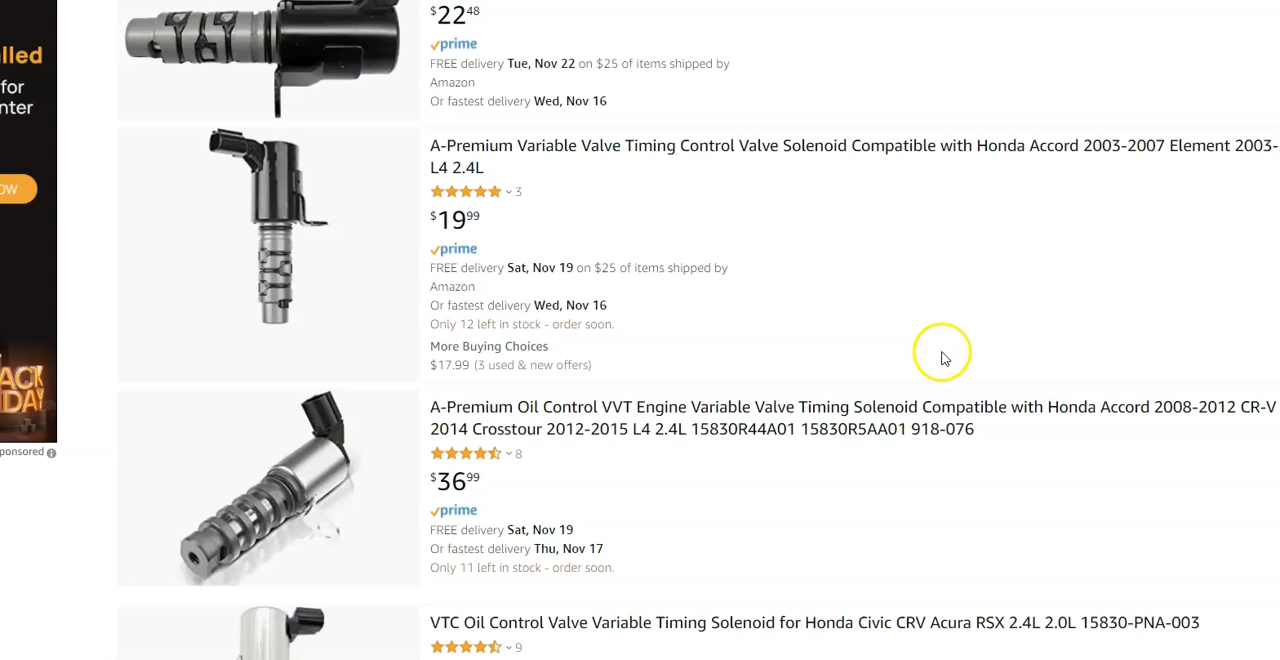 lled
for
nter
OW
ACK
DAY
ponsored
$22 48
prime
FREE delivery Tue, Nov 22 on $25 of items shipped by
Amazon
Or fastest delivery Wed, Nov 16
A-Premium Variable Valve Timing Control Valve Solenoid Compatible with Honda Accord 2003-2007 Element 2003-
L4 2.4L
3
$19 99
prime
FREE delivery Sat, Nov 19 on $25 of items shipped by
Amazon
Or fastest delivery Wed, Nov 16
Only 12 left in stock - order soon.
More Buying Choices
$17.99 (3 used & new offers)
A-Premium Oil Control VVT Engine Variable Valve Timing Solenoid Compatible with Honda Accord 2008-2012 CR-V
2014 Crosstour 2012-2015 L4 2.4L 15830R44A01 15830R5AA01 918-076
8
$36 99
prime
FREE delivery Sat, Nov 19
Or fastest delivery Thu, Nov 17
Only 11 left in stock - order soon.
VTC Oil Control Valve Variable Timing Solenoid for Honda Civic CRV Acura RSX 2.4L 2.0L 15830-PNA-003
9